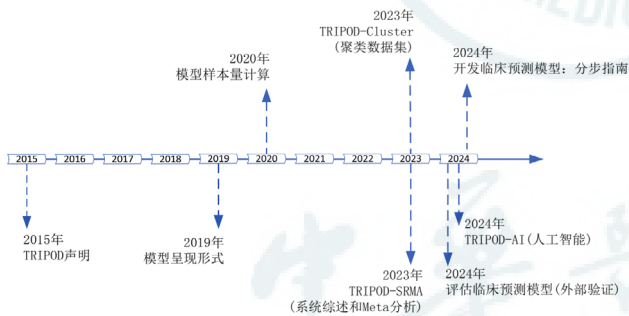 2023年
TRIPOD-Cluster
(聚类数据集)
2020年
模型样本量计算
2024年
开发临床预测模型: 分步指南
2015
2016
2017
2018
2019
2020
2021
2022
2023
2024
2015年
TRIPOD声明
2019年
模型呈现形式
2024年
TRIPOD-AI(人工智能)
2023年
TRIPOD-SRMA
(系统综述和Meta分析)
2024年
评估临床预测模型(外部验证)